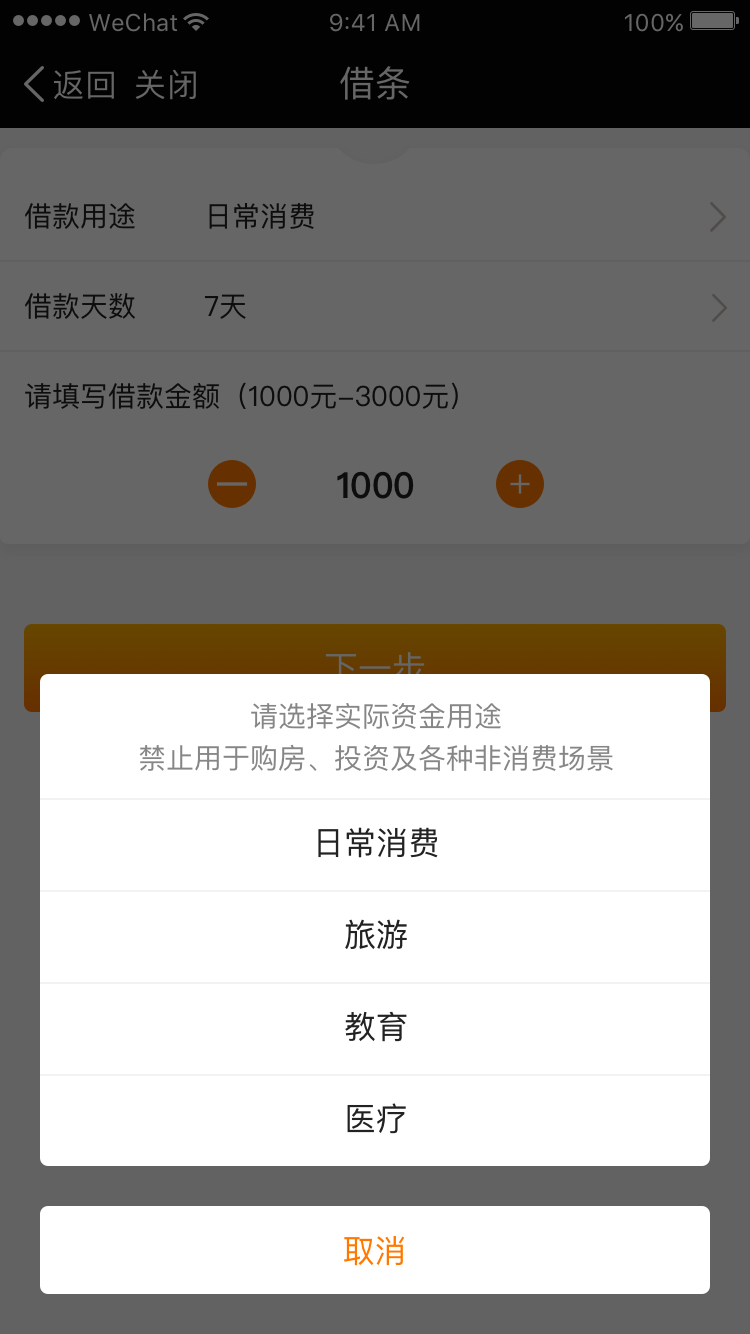 WeChat 9:41 AM 100%
返回 关闭 借条
借款用途 日常消费
借款天数 7天
请填写借款金额（1000元–3000元）
1000
下一步
请选择实际资金用途
禁止用于购房、投资及各种非消费场景
日常消费
旅游
教育
医疗
取消